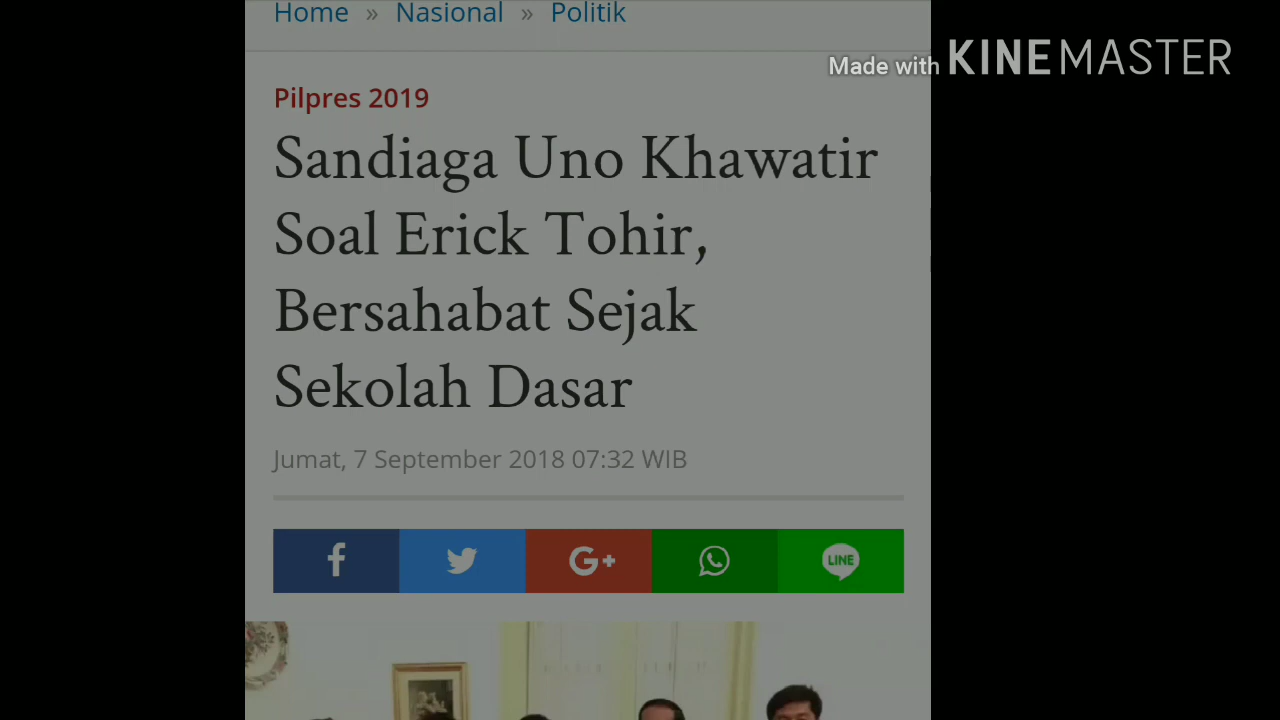 Home » Nasional » Politik
Made with KINEMASTER
Pilpres 2019
Sandiaga Uno Khawatir
Soal Erick Tohir,
Bersahabat Sejak
Sekolah Dasar
Jumat, 7 September 2018 07:32 WIB
f G+ LINE